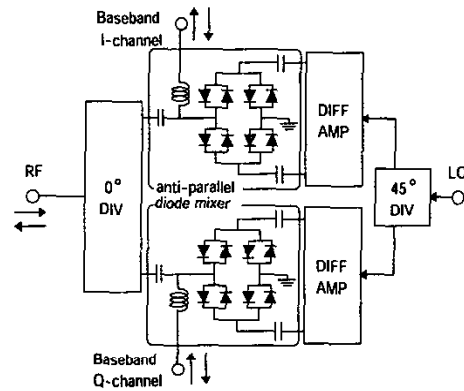 Baseband
I-channel
DIFF
AMP
RF
0°
DIV
anti-parallel
diode mixer
45°
DIV
LO
DIFF
AMP
Baseband
Q-channel